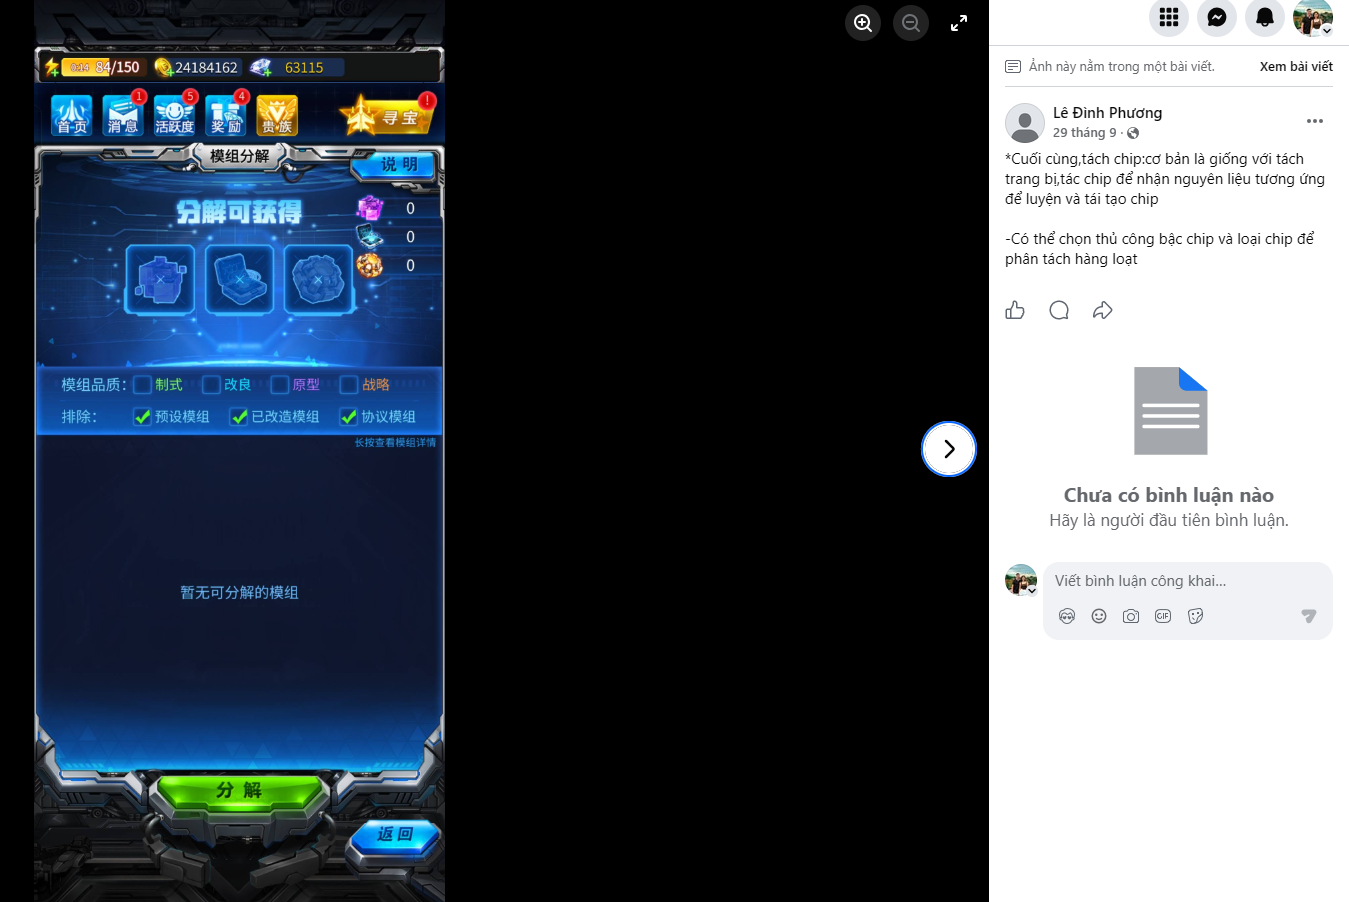 0:14 84/150 24184162 63115
1 5 4 !
首页 消息 活跃度 奖励 贵族 寻宝
模组分解
说明
分解可获得
0
0
0
模组品质: 制式 改良 原型 战略
排除: 预设模组 已改造模组 协议模组
长按查看模组详情
暂无可分解的模组
分解
返回
Ảnh này nằm trong một bài viết. Xem bài viết
Lê Đình Phương
29 tháng 9 ·
*Cuối cùng,tách chip:cơ bản là giống với tách
trang bị,tác chip để nhận nguyên liệu tương ứng
để luyện và tái tạo chip
-Có thể chọn thủ công bậc chip và loại chip để
phân tách hàng loạt
Chưa có bình luận nào
Hãy là người đầu tiên bình luận.
Viết bình luận công khai...
GIF